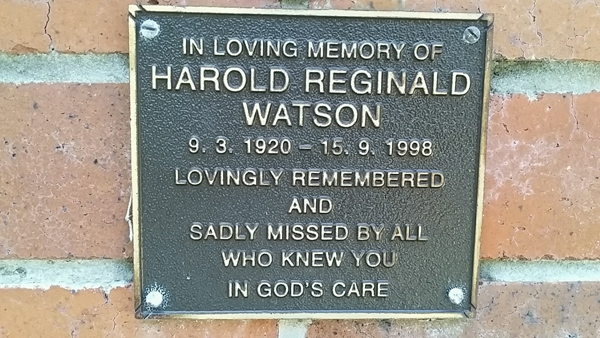 IN LOVING MEMORY OF
HAROLD REGINALD
WATSON
9. 3. 1920 - 15. 9. 1998
LOVINGLY REMEMBERED
AND
SADLY MISSED BY ALL
WHO KNEW YOU
IN GOD'S CARE